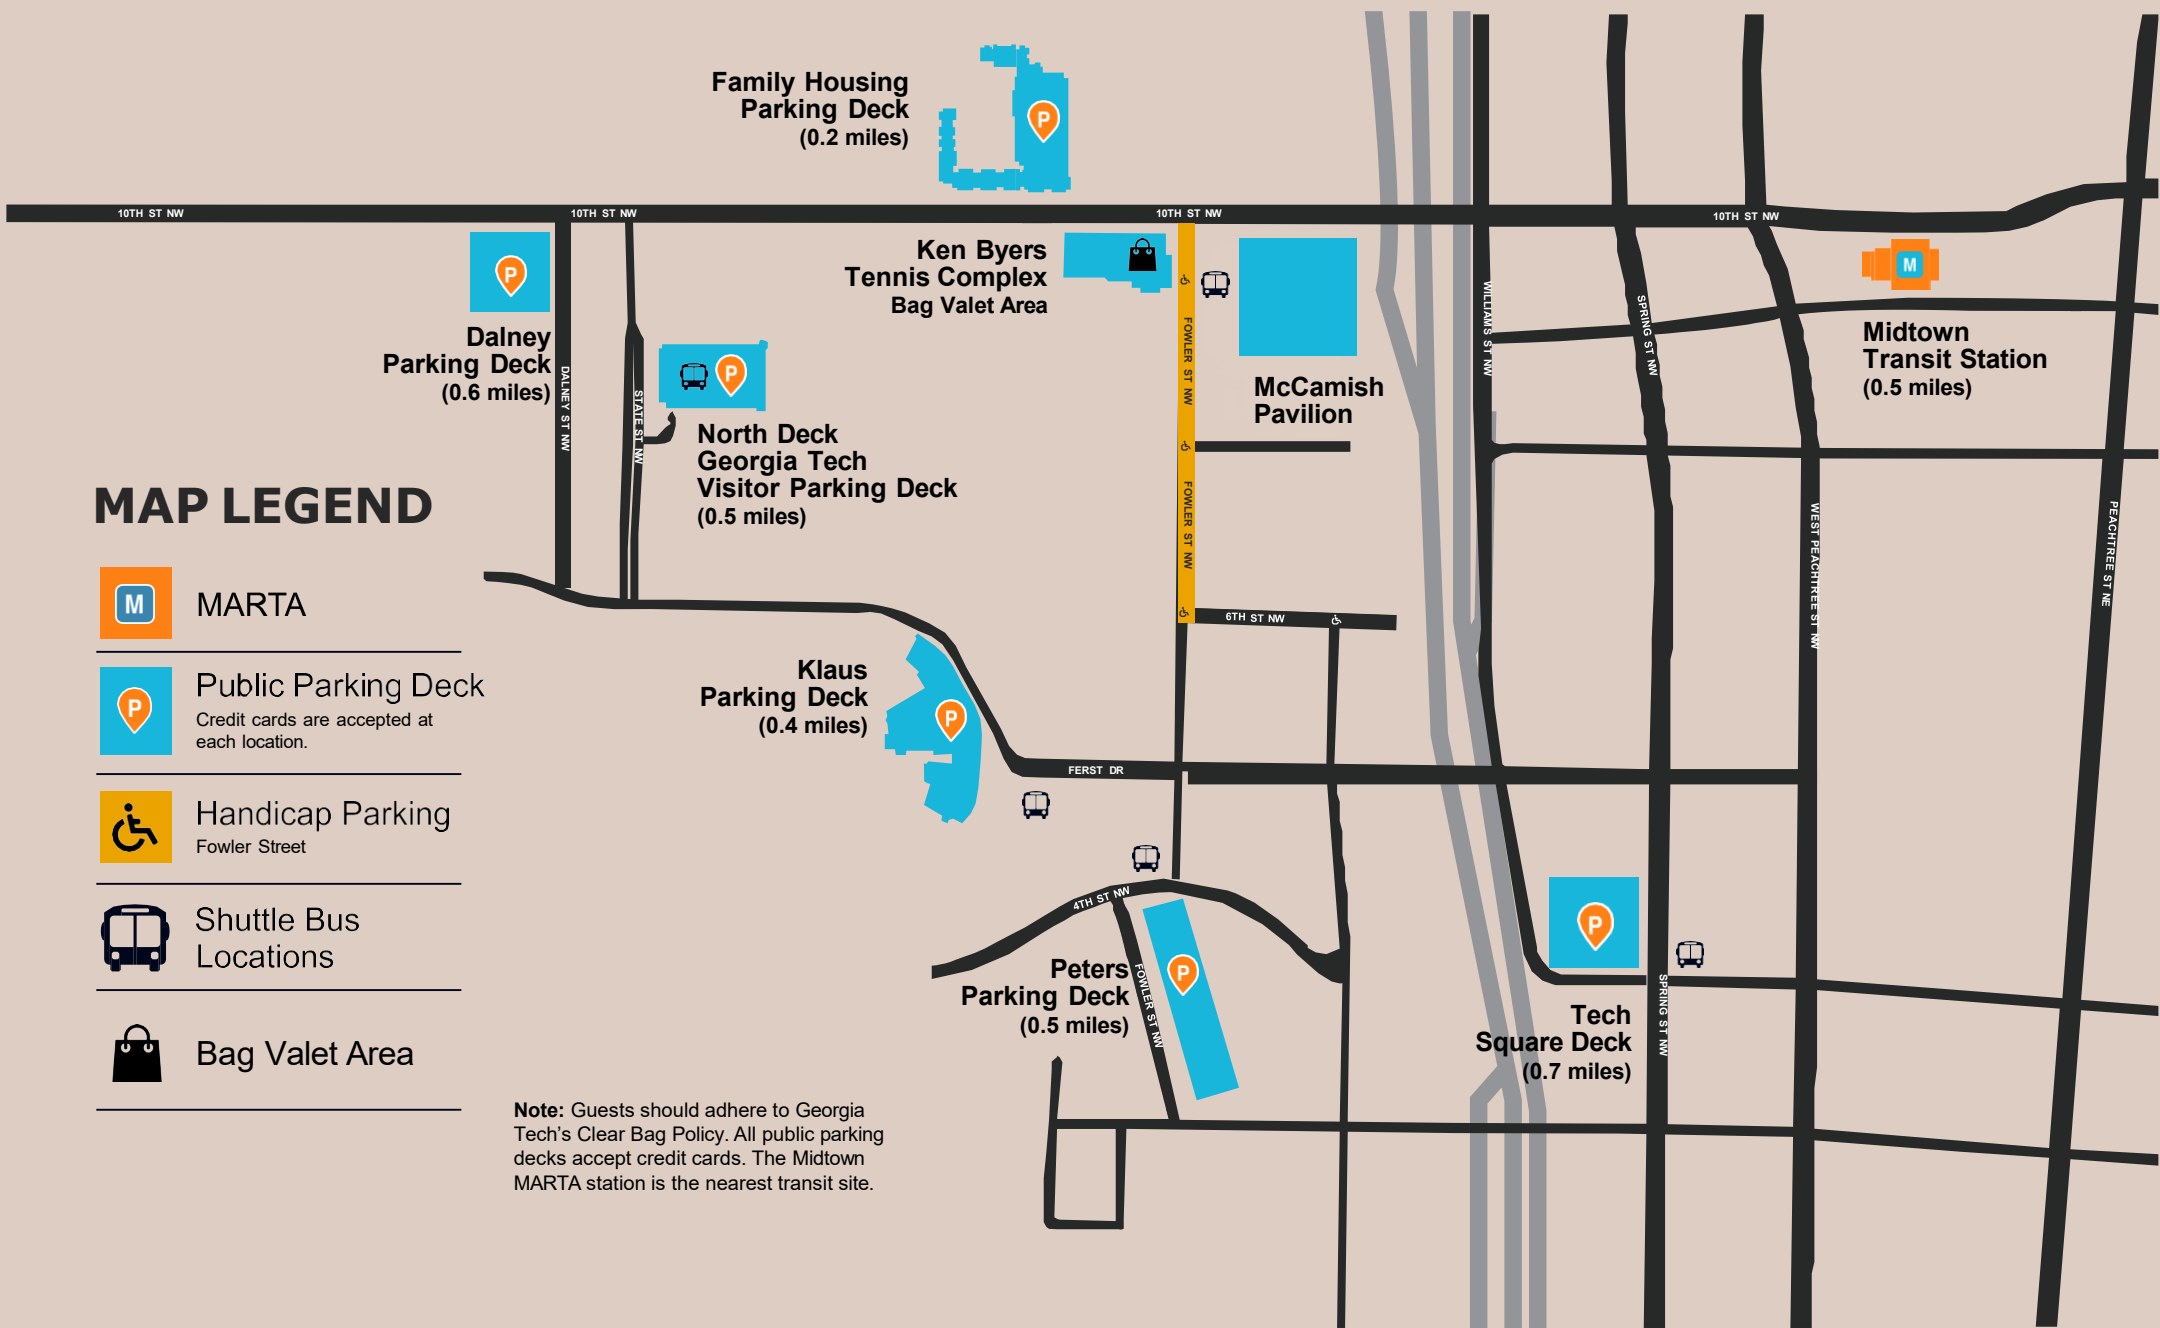 Family Housing
Parking Deck
(0.2 miles)
10TH ST NW
10TH ST NW
10TH ST NW
10TH ST NW
P
P
Dalney
Parking Deck
(0.6 miles)
DALNEY ST NW
STATE ST NW
P
North Deck
Georgia Tech
Visitor Parking Deck
(0.5 miles)
Ken Byers
Tennis Complex
Bag Valet Area
FOWLER ST NW
FOWLER ST NW
McCamish
Pavilion
WILLIAMS ST NW
SPRING ST NW
M
Midtown
Transit Station
(0.5 miles)
WEST PEACHTREE ST NW
PEACHTREE ST NE
6TH ST NW
Klaus
Parking Deck
(0.4 miles)
P
FERST DR
4TH ST NW
Peters
Parking Deck
(0.5 miles)
FOWLER ST NW
P
P
Tech
Square Deck
(0.7 miles)
SPRING ST NW
MAP LEGEND
M
MARTA
P
Public Parking Deck
Credit cards are accepted at
each location.
Handicap Parking
Fowler Street
Shuttle Bus
Locations
Bag Valet Area
Note: Guests should adhere to Georgia
Tech's Clear Bag Policy. All public parking
decks accept credit cards. The Midtown
MARTA station is the nearest transit site.